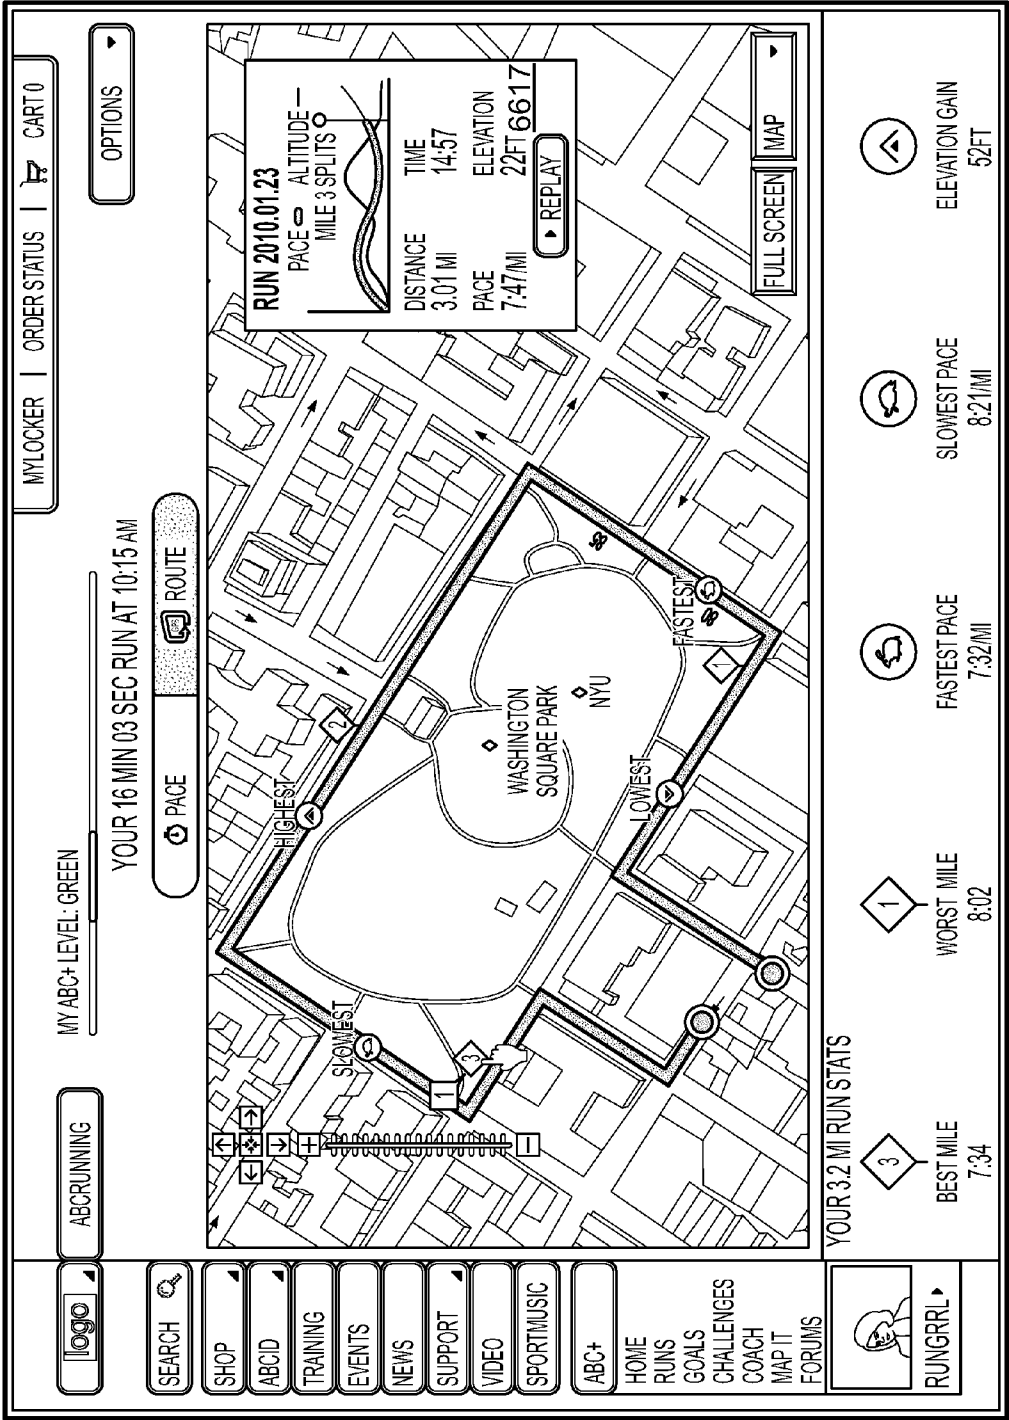 logo
ABCRUNNING
MY ABC+ LEVEL: GREEN
MYLOCKER | ORDER STATUS | CART 0
YOUR 16 MIN 03 SEC RUN AT 10:15 AM
OPTIONS
PACE
ROUTE
SEARCH
SHOP
ABCID
TRAINING
EVENTS
NEWS
SUPPORT
VIDEO
SPORTMUSIC
ABC+
HOME
RUNS
GOALS
CHALLENGES
COACH
MAP IT
FORUMS
RUNGRRL
RUN 2010.01.23
PACE ALTITUDE
MILE 3 SPLITS
DISTANCE TIME
3.01 MI 14:57
PACE ELEVATION
7:47/MI 22FT 6617
REPLAY
HIGHEST
2
SLOWEST
1
3
WASHINGTON
SQUARE PARK
NYU
LOWEST
FASTEST
1
FULL SCREEN
MAP
YOUR 3.2 MI RUN STATS
3
1
BEST MILE
7:34
WORST MILE
8:02
FASTEST PACE
7:32/MI
SLOWEST PACE
8:21/MI
ELEVATION GAIN
52FT